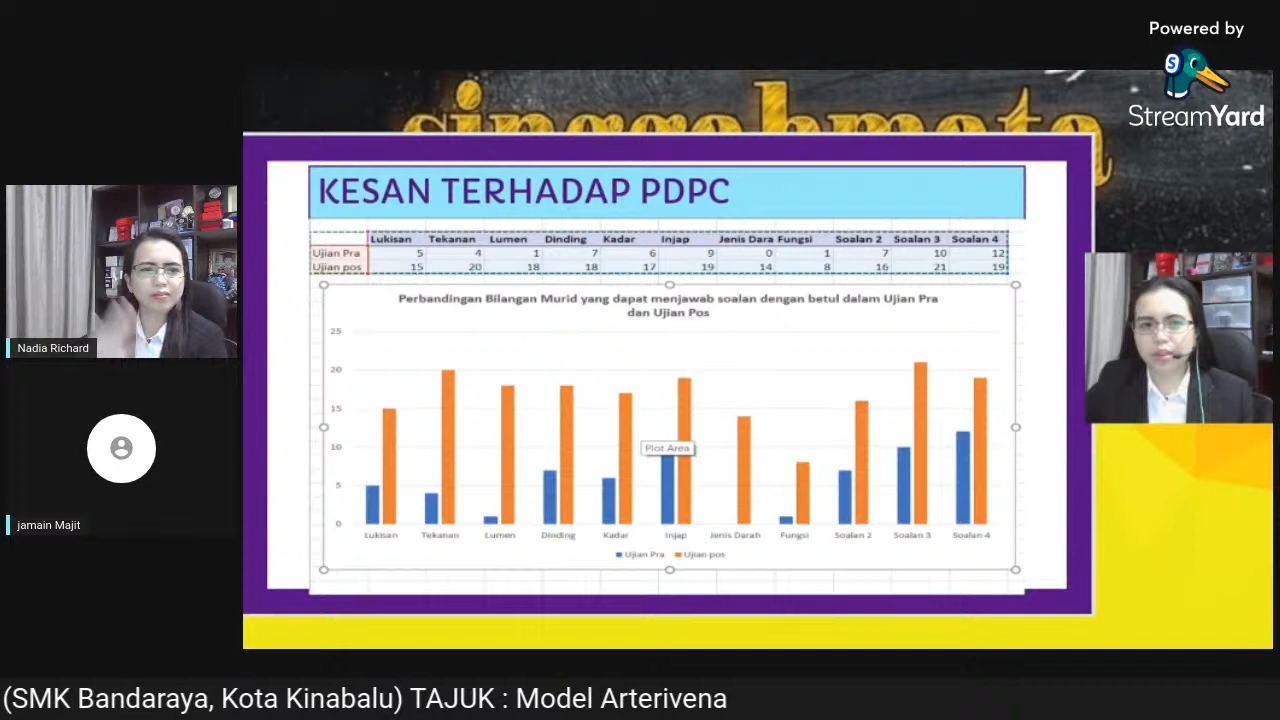 Powered by
StreamYard
singgahmata
KESAN TERHADAP PDPC
Lukisan Tekanan Lumen Dinding Kadar Injap Jenis Dara Fungsi Soalan 2 Soalan 3 Soalan 4
Ujian Pra 5 4 1 7 6 9 0 1 7 10 12
Ujian pos 15 20 18 18 17 19 14 8 16 21 19
Perbandingan Bilangan Murid yang dapat menjawab soalan dengan betul dalam Ujian Pra
dan Ujian Pos
25
20
15
10
5
0
Plot Area
Lukisan Tekanan Lumen Dinding Kadar Injap Jenis Darah Fungsi Soalan 2 Soalan 3 Soalan 4
Ujian Pra Ujian pos
Nadia Richard
jamain Majit
(SMK Bandaraya, Kota Kinabalu) TAJUK : Model Arterivena